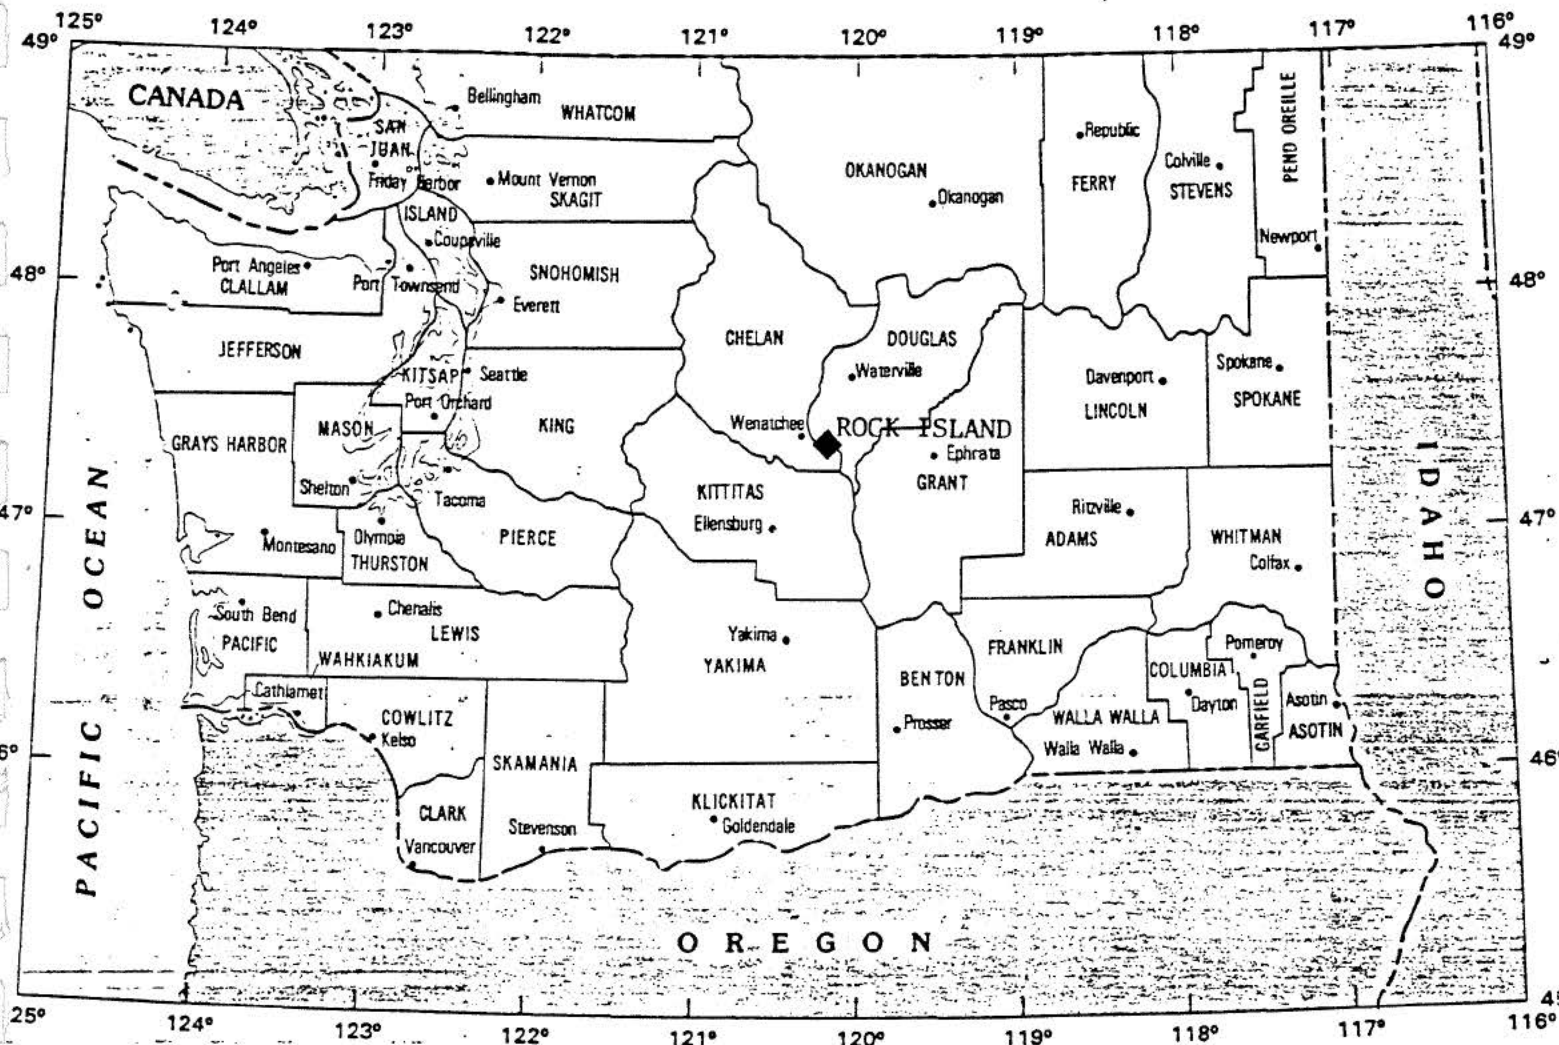 125° 124° 123° 122° 121° 120° 119° 118° 117° 116°
49° 49°
CANADA
Bellingham
WHATCOM
SAN
JUAN
Friday Harbor
Mount Vernon
SKAGIT
OKANOGAN
Okanogan
Republic
FERRY
Colville
STEVENS
PEND OREILLE
Newport
ISLAND
Coupeville
Port Angeles
CLALLAM
Port Townsend
SNOHOMISH
Everett
48° 48°
JEFFERSON
CHELAN
DOUGLAS
Waterville
KITSAP
Seattle
Port Orchard
Davenport
LINCOLN
Spokane
SPOKANE
GRAYS HARBOR
MASON
KING
Wenatchee
ROCK ISLAND
Ephrata
GRANT
Shelton
Tacoma
KITTITAS
Ellensburg
Ritzville
ADAMS
47° 47°
Montesano
Olympia
THURSTON
PIERCE
WHITMAN
Colfax
IDAHO
PACIFIC OCEAN
South Bend
PACIFIC
Chenalis
LEWIS
WAHKIAKUM
Yakima
YAKIMA
BENTON
Prosser
FRANKLIN
Pasco
COLUMBIA
Dayton
Pomeroy
GARFIELD
Asotin
ASOTIN
Cathlamet
COWLITZ
Kelso
WALLA WALLA
Walla Walla
6° 46°
SKAMANIA
KLICKITAT
Goldendale
CLARK
Vancouver
Stevenson
OREGON
25° 124° 123° 122° 121° 120° 119° 118° 117° 116°